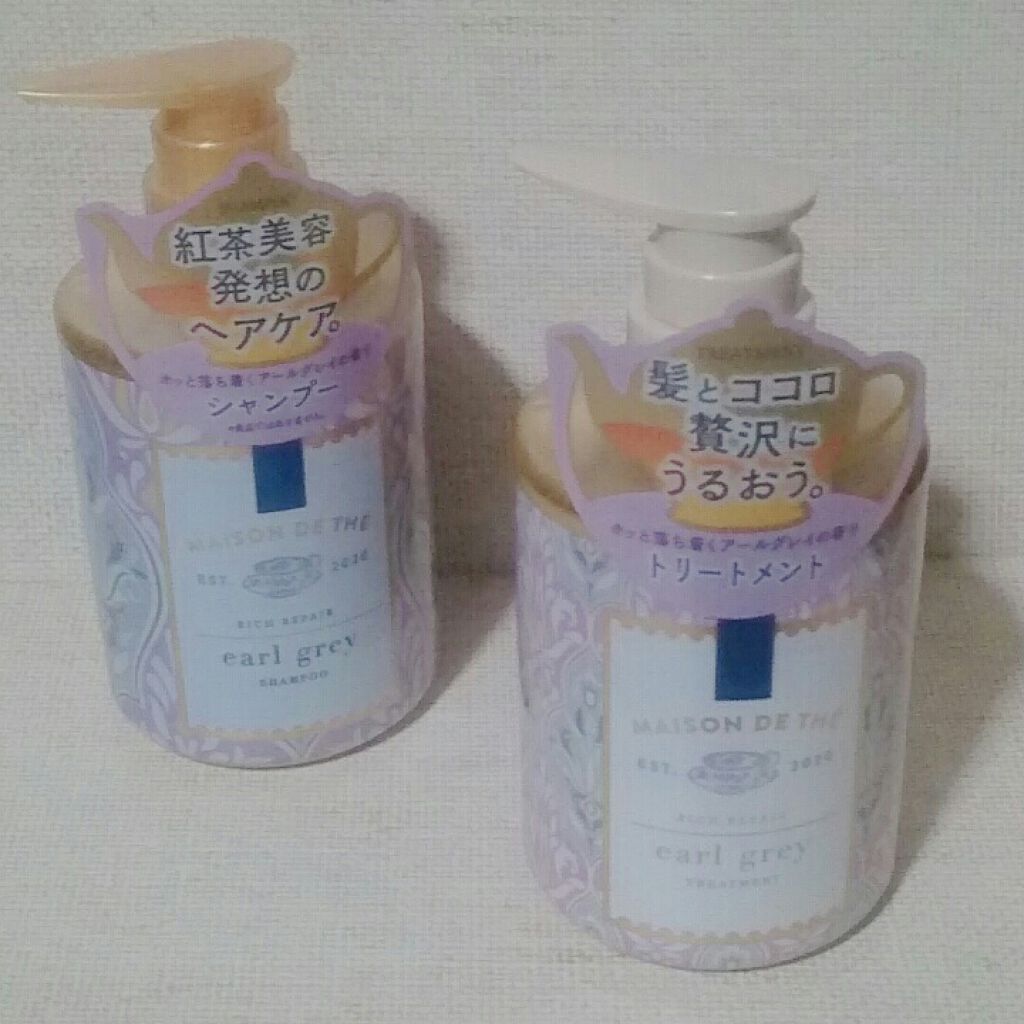 紅茶美容
発想の
ヘアケア。
ホッと落ち着くアールグレイの香り
シャンプー
MAISON DE THE
EST. 2020
RICH REPAIR
earl grey
SHAMPOO
TREATMENT
髪とココロ
贅沢に
うるおう。
ホッと落ち着くアールグレイの香り
トリートメント
MAISON DE THE
EST. 2020
RICH REPAIR
earl grey
TREATMENT